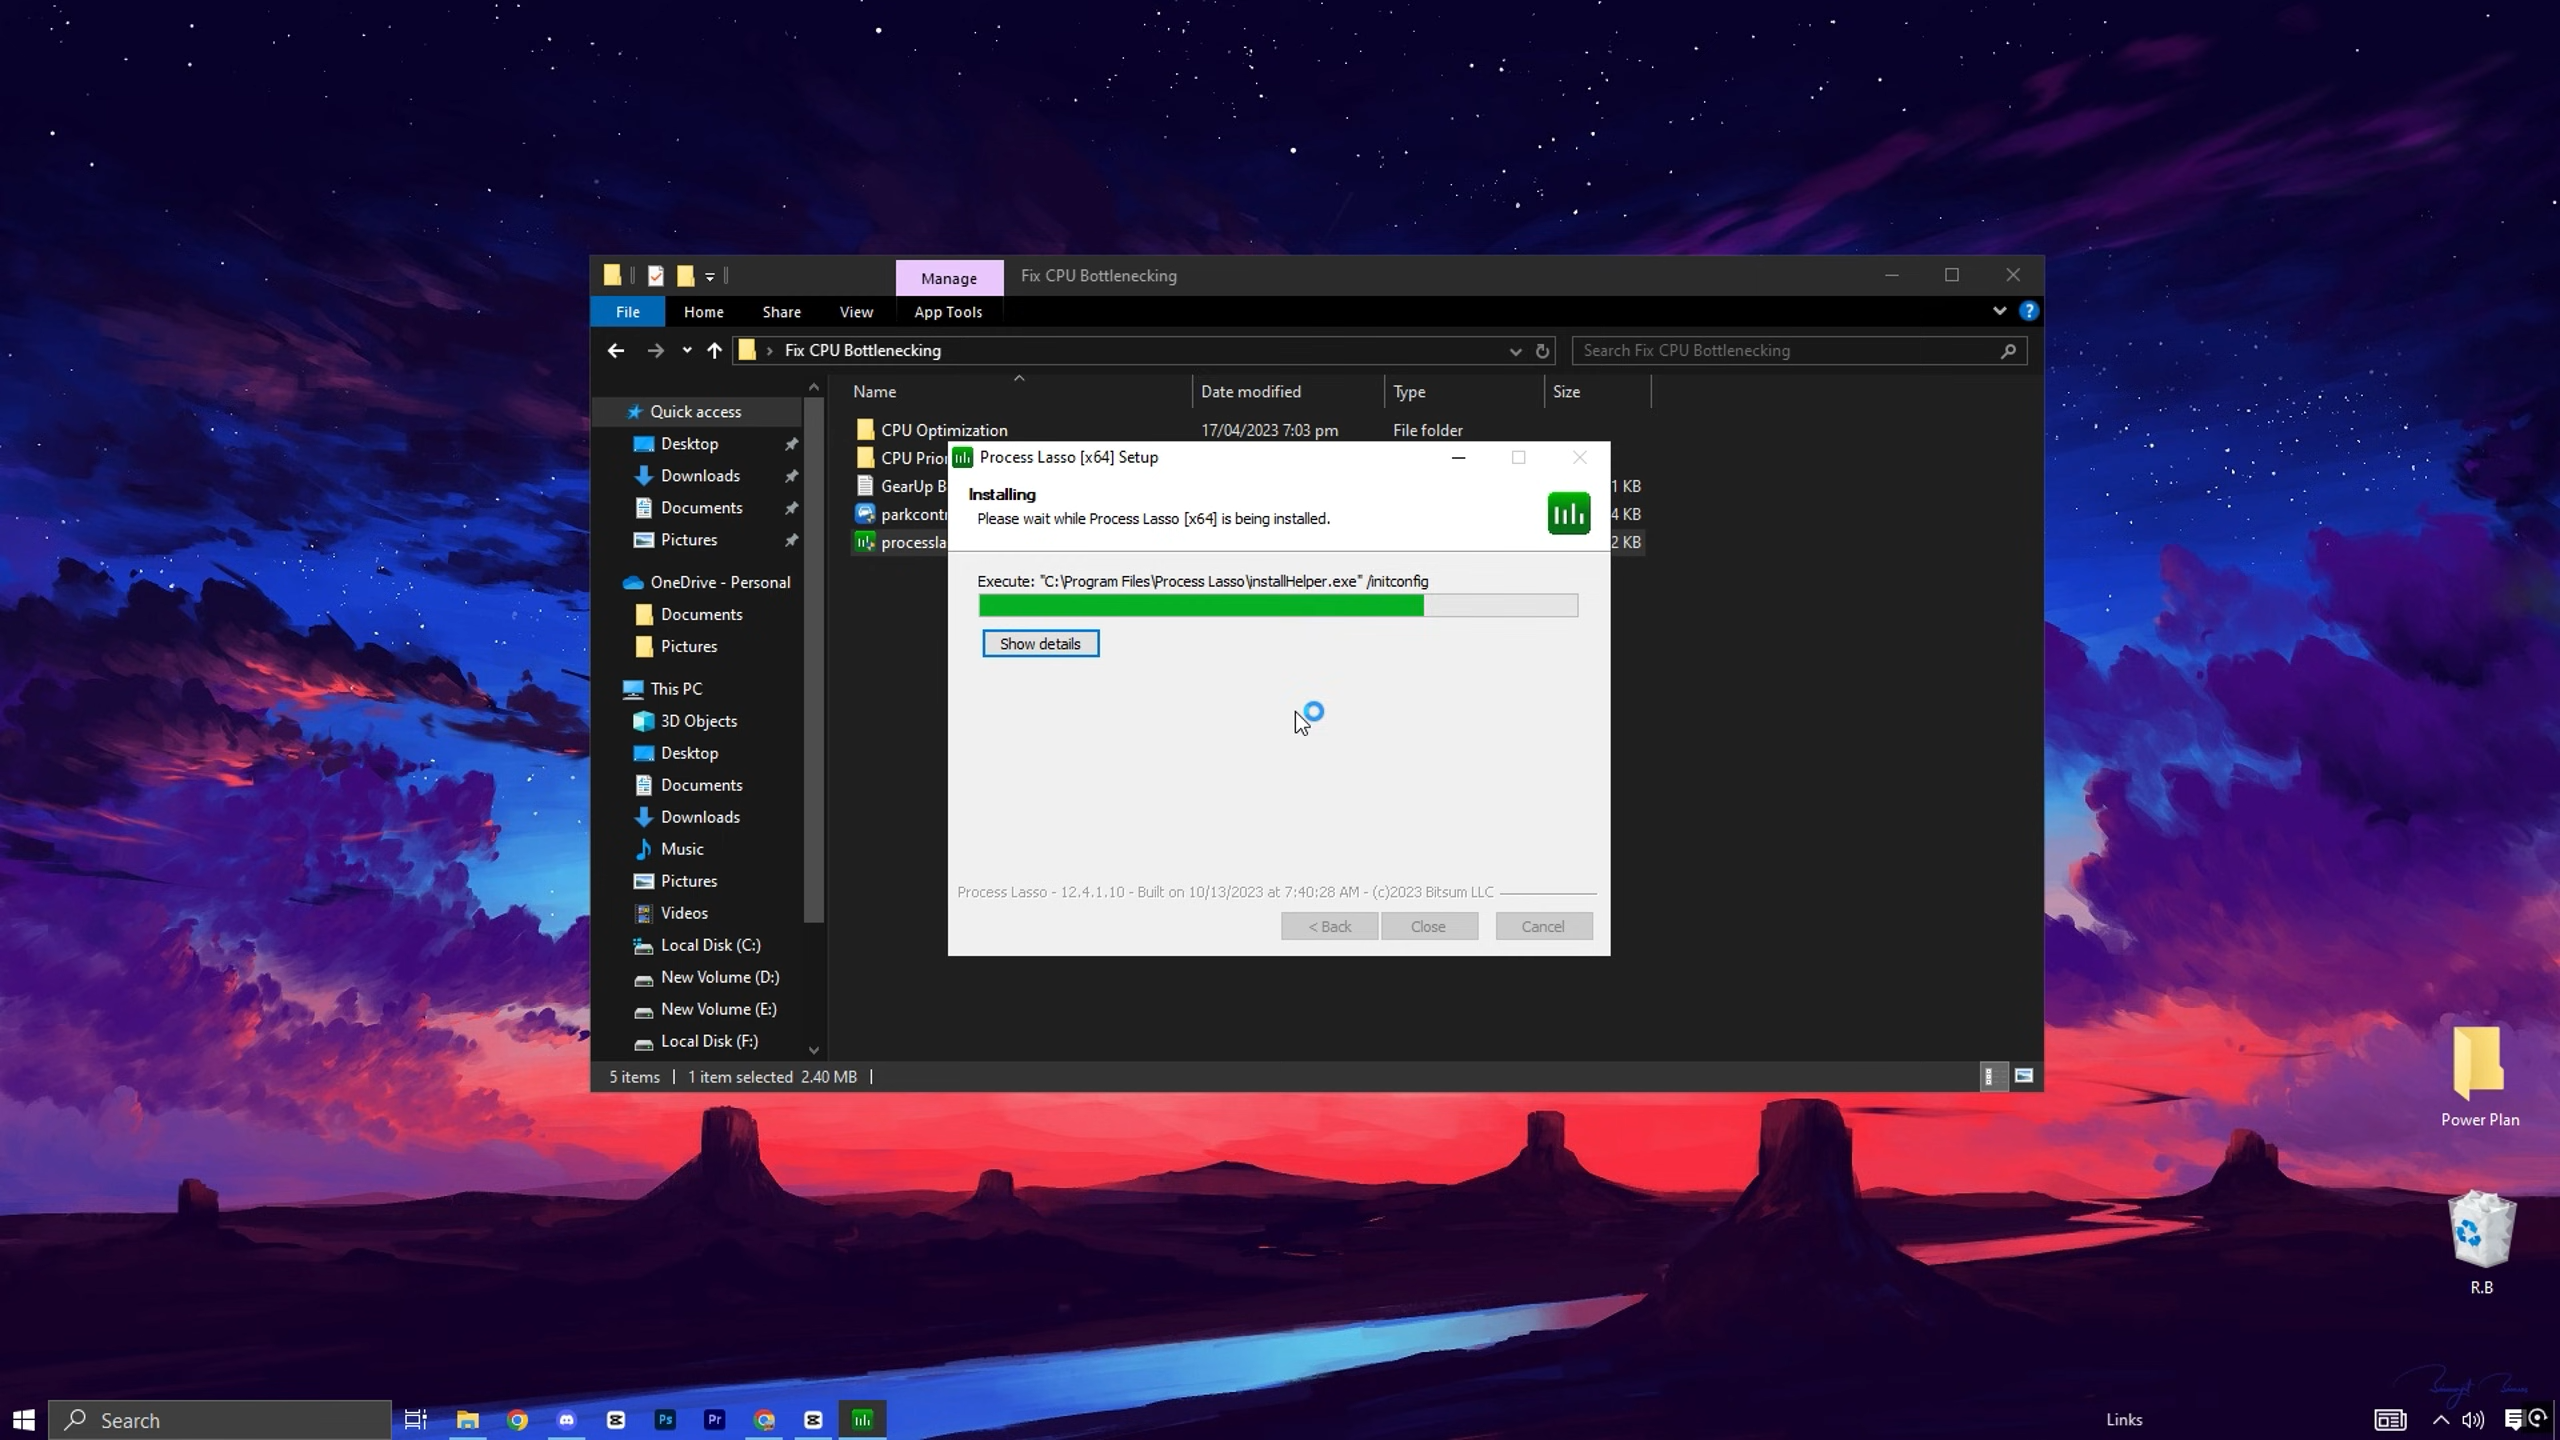 Manage
Fix CPU Bottlenecking
File
Home
Share
View
App Tools
Fix CPU Bottlenecking
Search Fix CPU Bottlenecking
Name
Date modified
Type
Size
Quick access
Desktop
Downloads
Documents
Pictures
OneDrive - Personal
Documents
Pictures
This PC
3D Objects
Desktop
Documents
Downloads
Music
Pictures
Videos
Local Disk (C:)
New Volume (D:)
New Volume (E:)
Local Disk (F:)
CPU Optimization 17/04/2023 7:03 pm File folder
CPU Prior
GearUp B 1 KB
parkcontr 4 KB
processla 2 KB
Process Lasso [x64] Setup
Installing
Please wait while Process Lasso [x64] is being installed.
Execute: "C:\Program Files\Process Lasso\installHelper.exe" /initconfig
Show details
Process Lasso - 12.4.1.10 - Built on 10/13/2023 at 7:40:28 AM - (c)2023 Bitsum LLC
< Back
Close
Cancel
5 items
1 item selected 2.40 MB
Power Plan
R.B
Search
Ps
Pr
Links